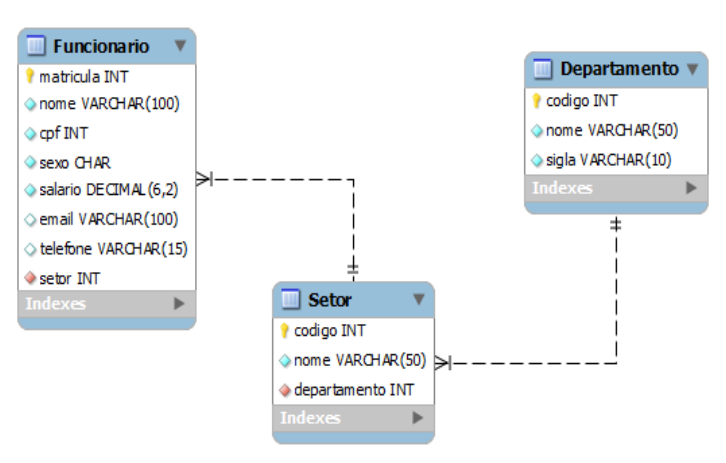 Funcionario
matricula INT
nome VARCHAR(100)
cpf INT
sexo CHAR
salario DECIMAL(6,2)
email VARCHAR(100)
telefone VARCHAR(15)
setor INT
Indexes
Departamento
codigo INT
nome VARCHAR(50)
sigla VARCHAR(10)
Indexes
Setor
codigo INT
nome VARCHAR(50)
departamento INT
Indexes